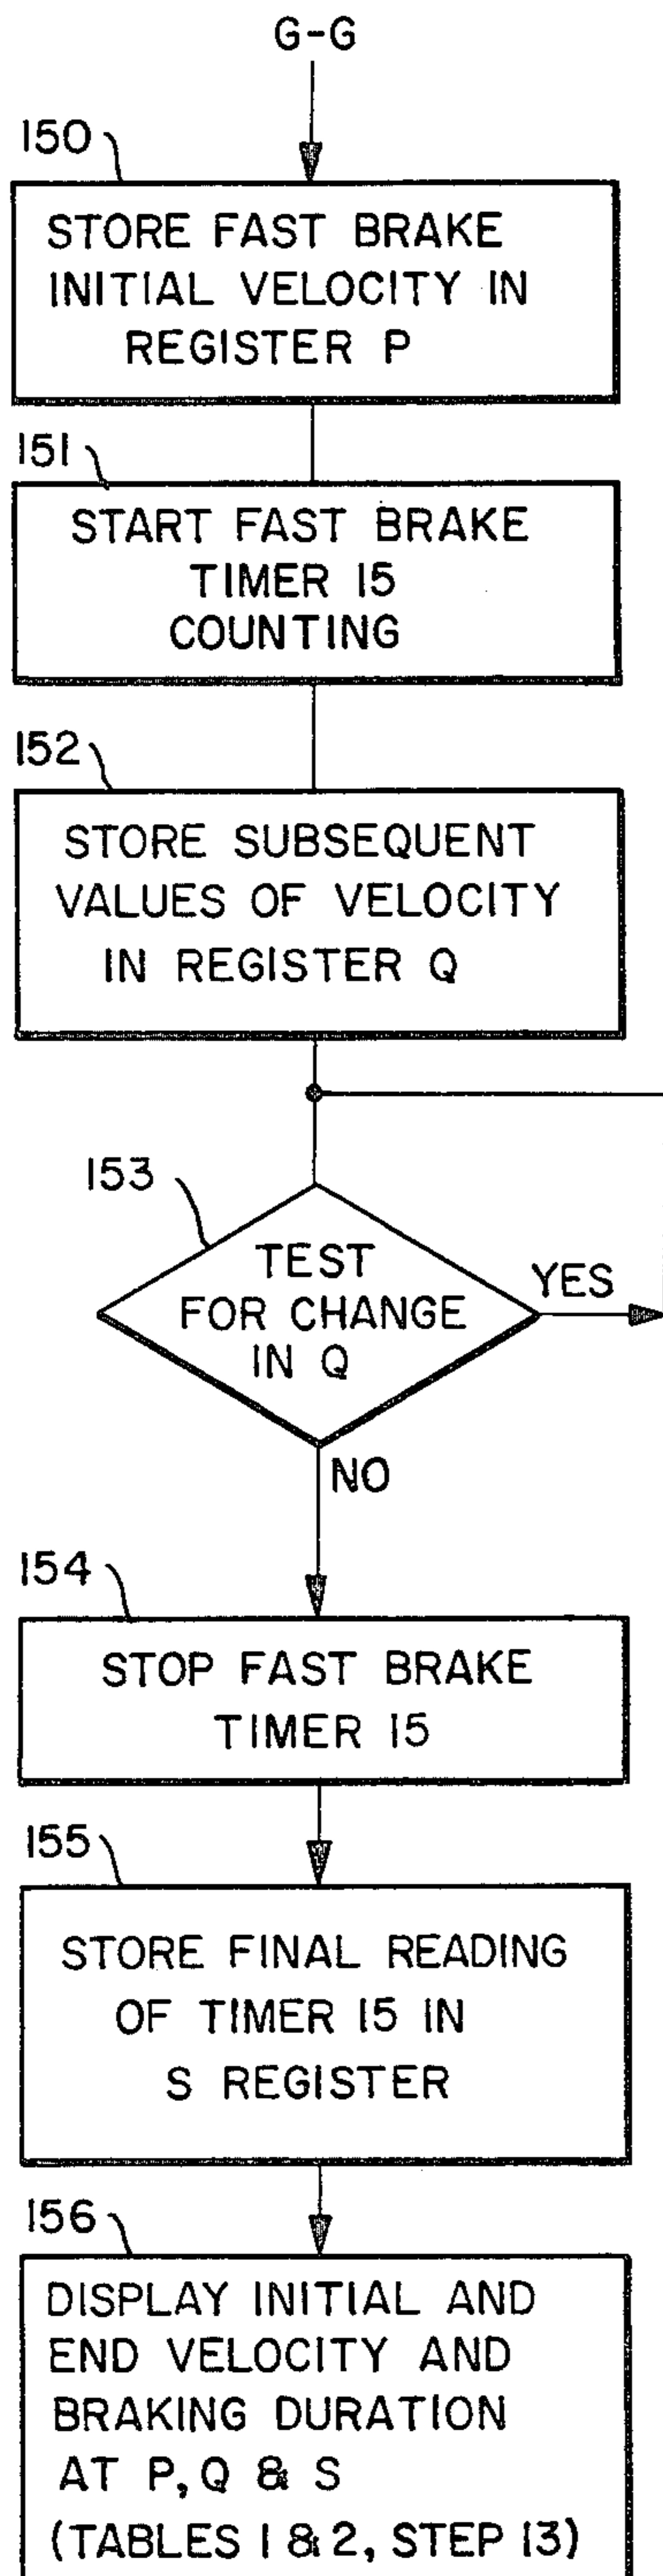 G-G
150
STORE FAST BRAKE
INITIAL VELOCITY IN
REGISTER P
151
START FAST BRAKE
TIMER 15
COUNTING
152
STORE SUBSEQUENT
VALUES OF VELOCITY
IN REGISTER Q
153
TEST
FOR CHANGE
IN Q
YES
NO
154
STOP FAST BRAKE
TIMER 15
155
STORE FINAL READING
OF TIMER 15 IN
S REGISTER
156
DISPLAY INITIAL AND
END VELOCITY AND
BRAKING DURATION
AT P, Q & S
(TABLES 1 & 2, STEP 13)